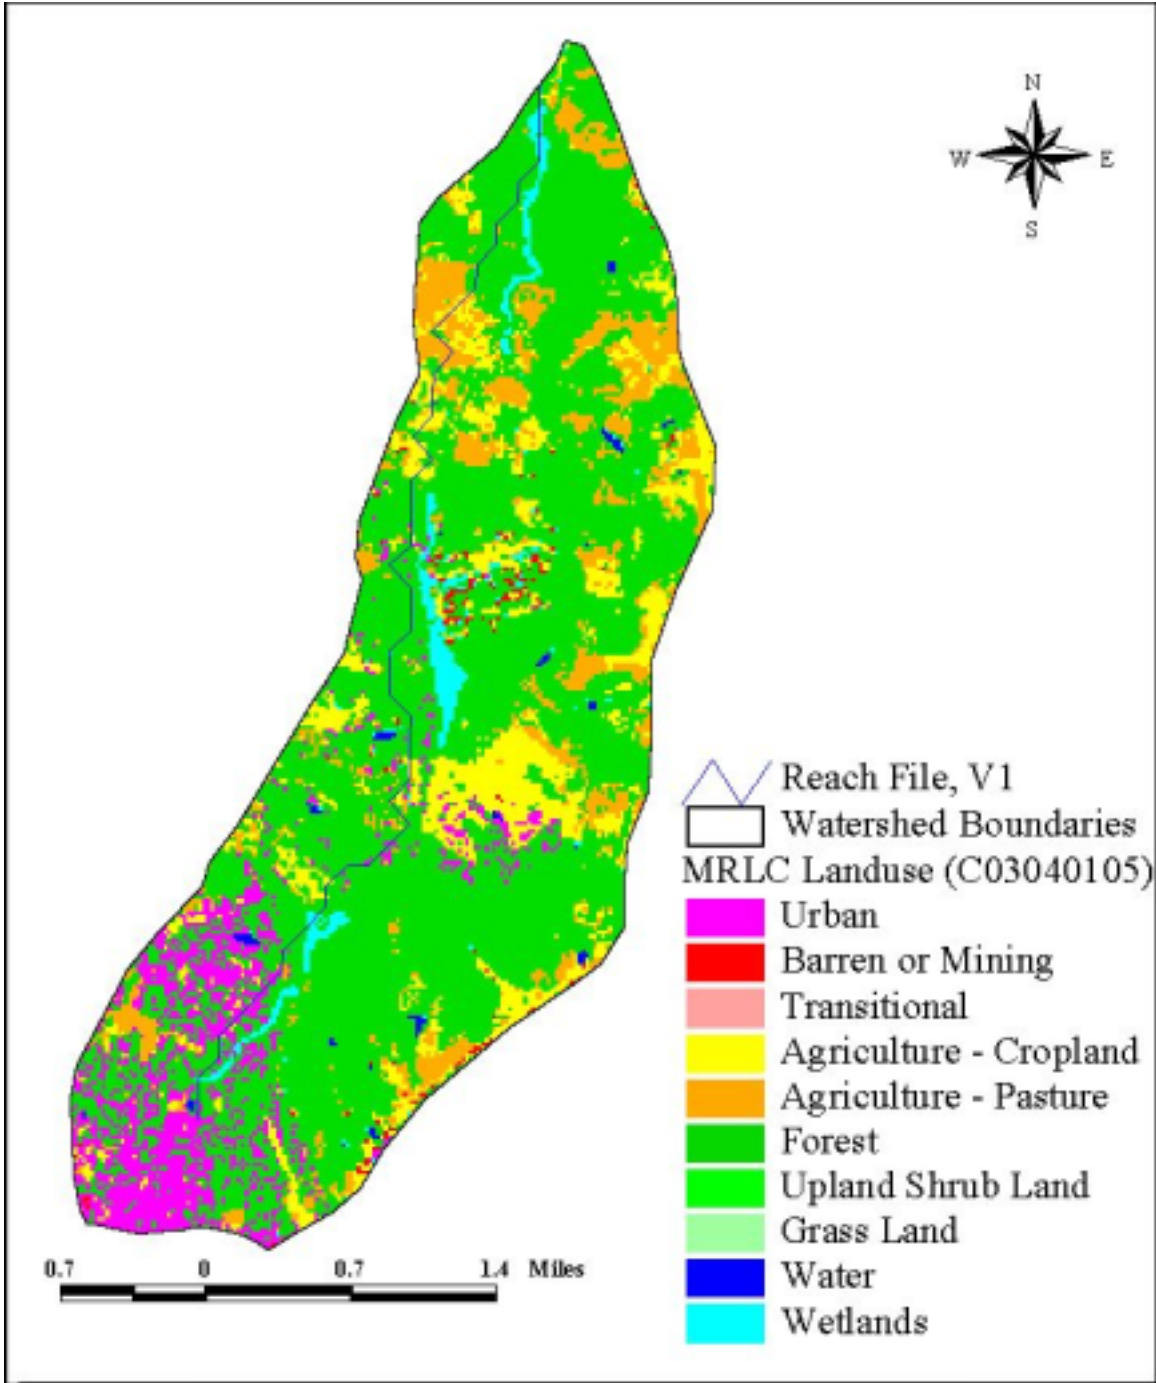 N
W E
S
Reach File, V1
Watershed Boundaries
MRLC Landuse (C03040105)
Urban
Barren or Mining
Transitional
Agriculture - Cropland
Agriculture - Pasture
Forest
Upland Shrub Land
Grass Land
Water
Wetlands
0.7 0 0.7 1.4 Miles